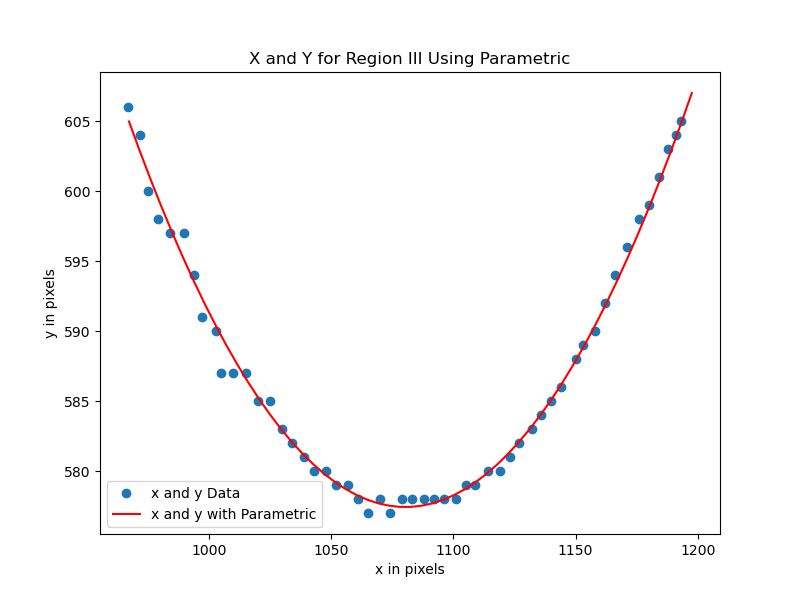 X and Y for Region III Using Parametric
605
600
595
590
585
580
y in pixels
x and y Data
x and y with Parametric
1000
1050
1100
1150
1200
x in pixels